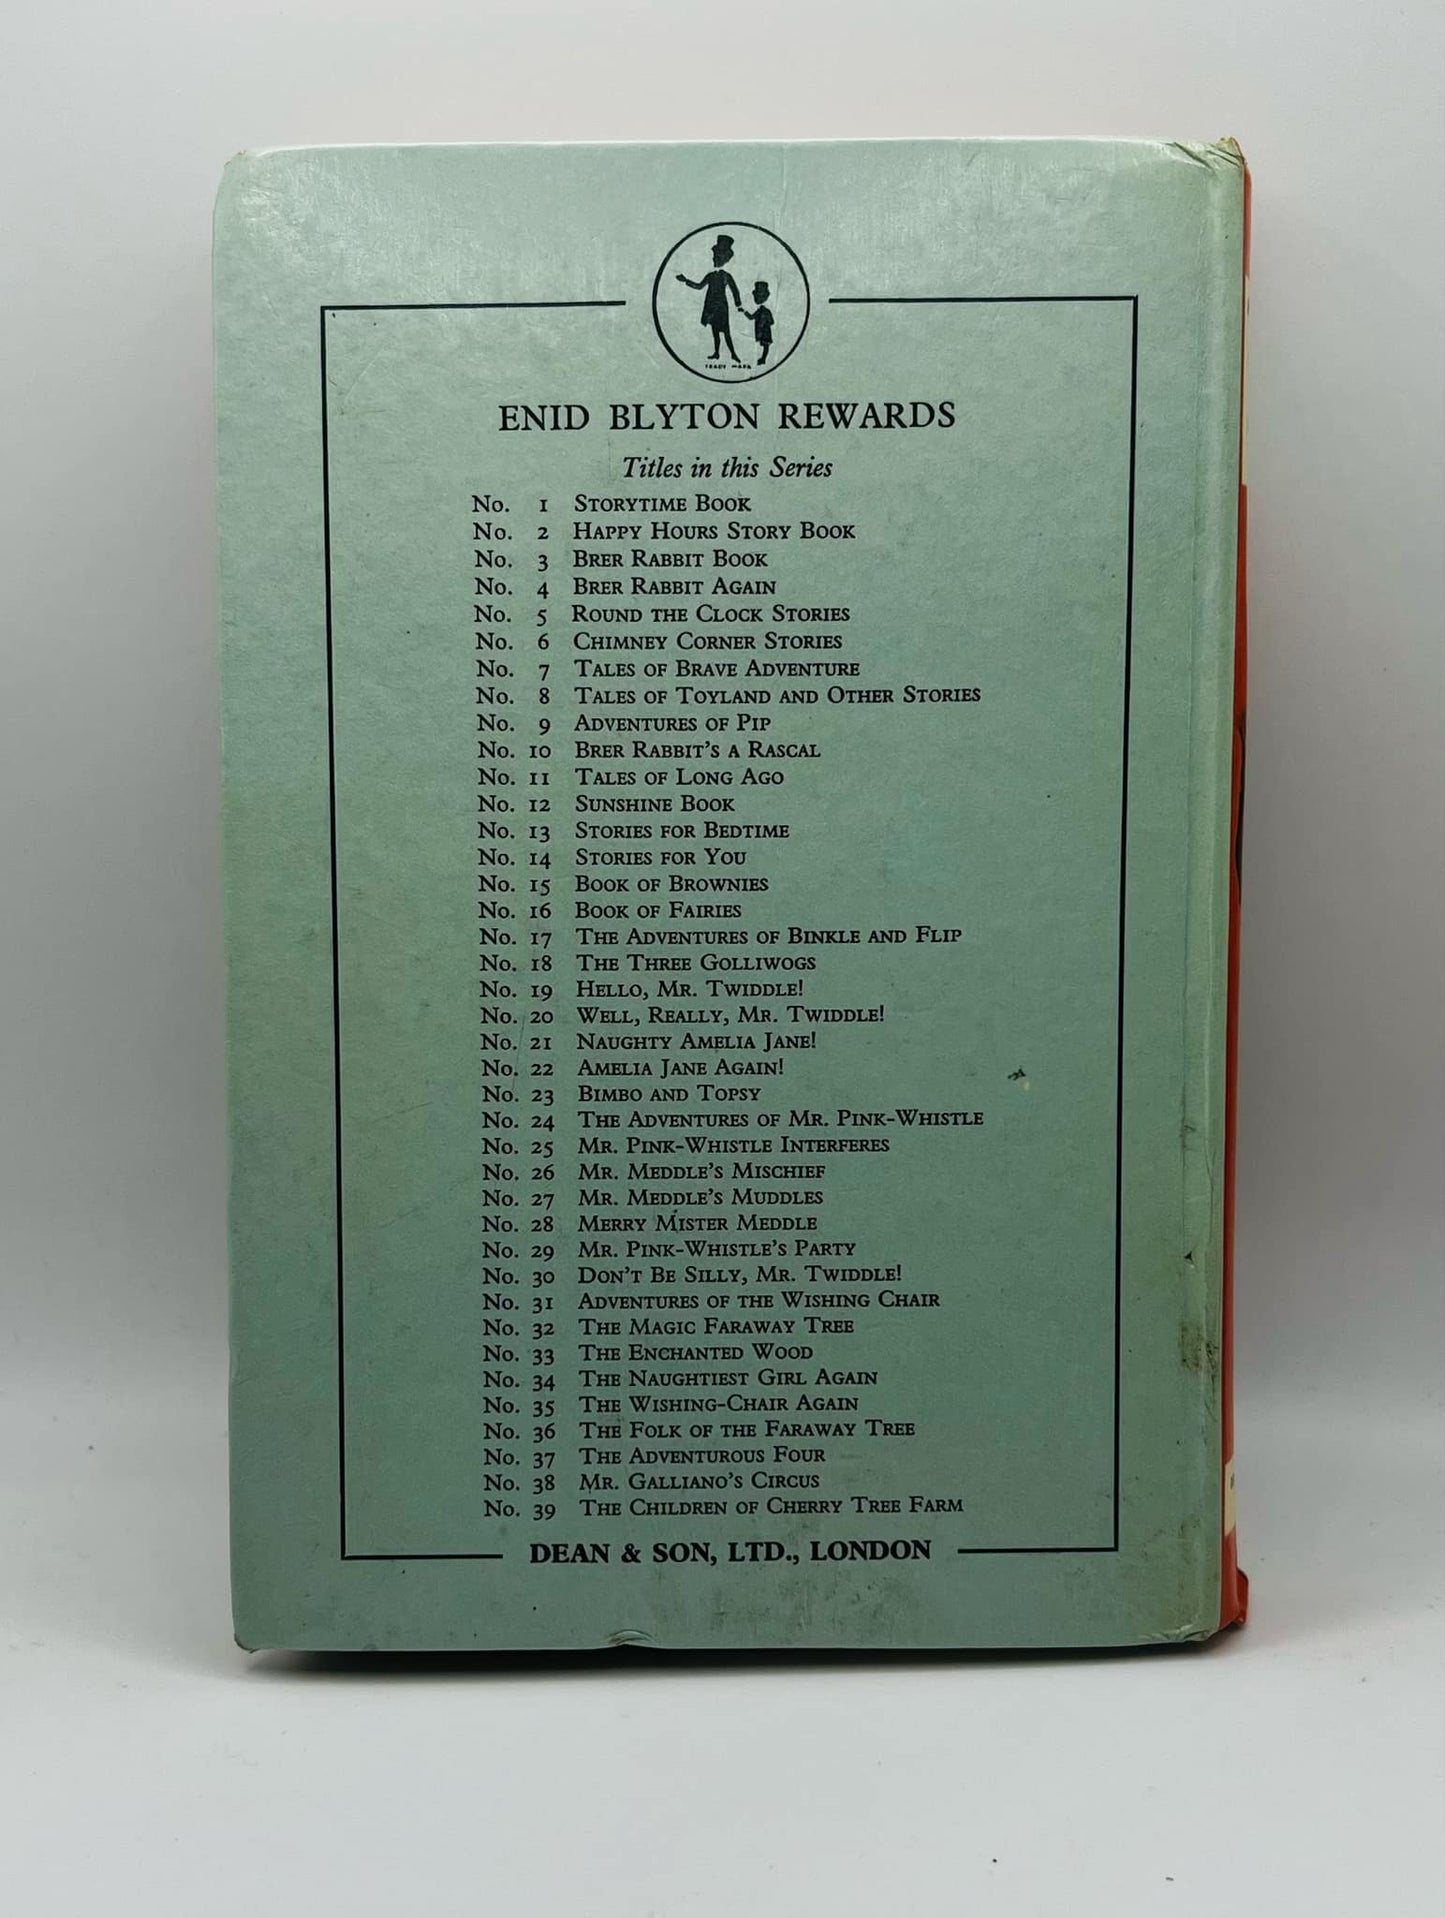 TRADE MARK
ENID BLYTON REWARDS
Titles in this Series
No. 1 STORYTIME BOOK
No. 2 HAPPY HOURS STORY BOOK
No. 3 BRER RABBIT BOOK
No. 4 BRER RABBIT AGAIN
No. 5 ROUND THE CLOCK STORIES
No. 6 CHIMNEY CORNER STORIES
No. 7 TALES OF BRAVE ADVENTURE
No. 8 TALES OF TOYLAND AND OTHER STORIES
No. 9 ADVENTURES OF PIP
No. 10 BRER RABBIT'S A RASCAL
No. 11 TALES OF LONG AGO
No. 12 SUNSHINE BOOK
No. 13 STORIES FOR BEDTIME
No. 14 STORIES FOR YOU
No. 15 BOOK OF BROWNIES
No. 16 BOOK OF FAIRIES
No. 17 THE ADVENTURES OF BINKLE AND FLIP
No. 18 THE THREE GOLLIWOGS
No. 19 HELLO, MR. TWIDDLE!
No. 20 WELL, REALLY, MR. TWIDDLE!
No. 21 NAUGHTY AMELIA JANE!
No. 22 AMELIA JANE AGAIN!
No. 23 BIMBO AND TOPSY
No. 24 THE ADVENTURES OF MR. PINK-WHISTLE
No. 25 MR. PINK-WHISTLE INTERFERES
No. 26 MR. MEDDLE'S MISCHIEF
No. 27 MR. MEDDLE'S MUDDLES
No. 28 MERRY MISTER MEDDLE
No. 29 MR. PINK-WHISTLE'S PARTY
No. 30 DON'T BE SILLY, MR. TWIDDLE!
No. 31 ADVENTURES OF THE WISHING CHAIR
No. 32 THE MAGIC FARAWAY TREE
No. 33 THE ENCHANTED WOOD
No. 34 THE NAUGHTIEST GIRL AGAIN
No. 35 THE WISHING-CHAIR AGAIN
No. 36 THE FOLK OF THE FARAWAY TREE
No. 37 THE ADVENTUROUS FOUR
No. 38 MR. GALLIANO'S CIRCUS
No. 39 THE CHILDREN OF CHERRY TREE FARM
DEAN & SON, LTD., LONDON